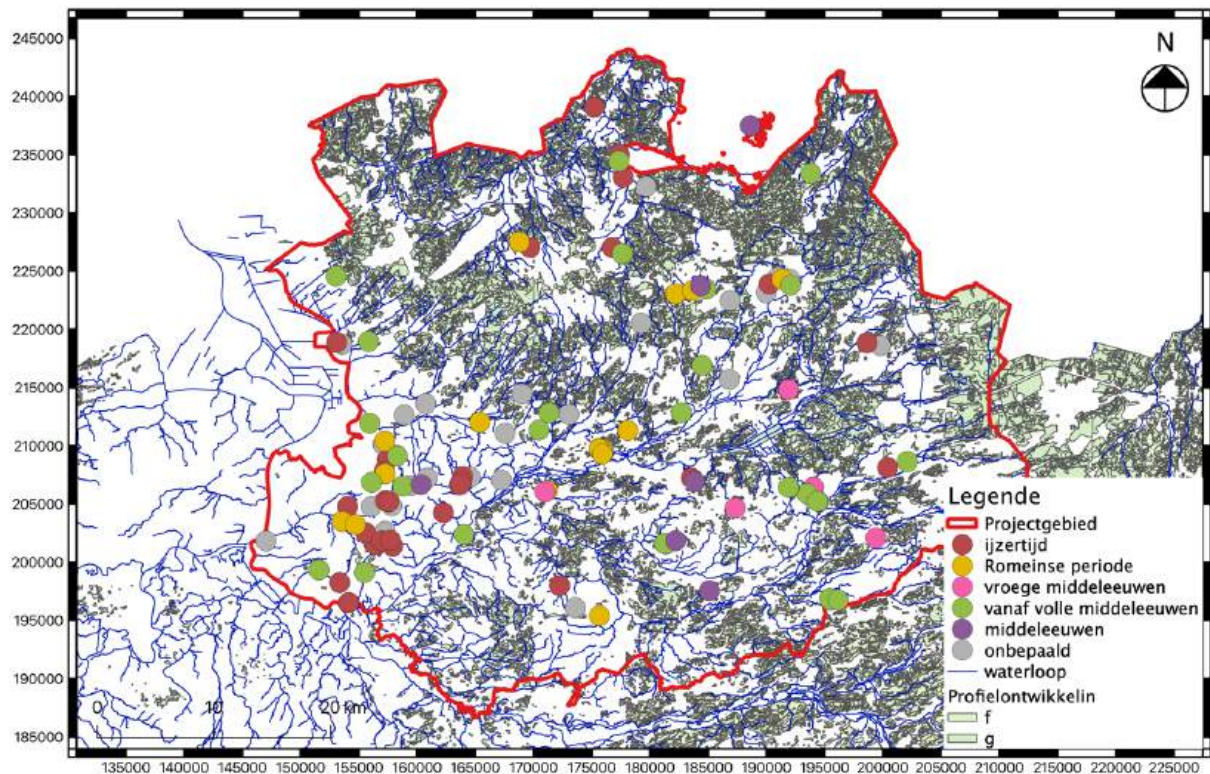 N
245000
240000
235000
230000
225000
220000
215000
210000
205000
200000
195000
190000
185000
Legende
Projectgebied
ijzertijd
Romeinse periode
vroege middeleeuwen
vanaf volle middeleeuwen
middeleeuwen
onbepaald
waterloop
Profielontwikkelin
f
g
0 10 20 km
135000 140000 145000 150000 155000 160000 165000 170000 175000 180000 185000 190000 195000 200000 205000 210000 215000 220000 225000